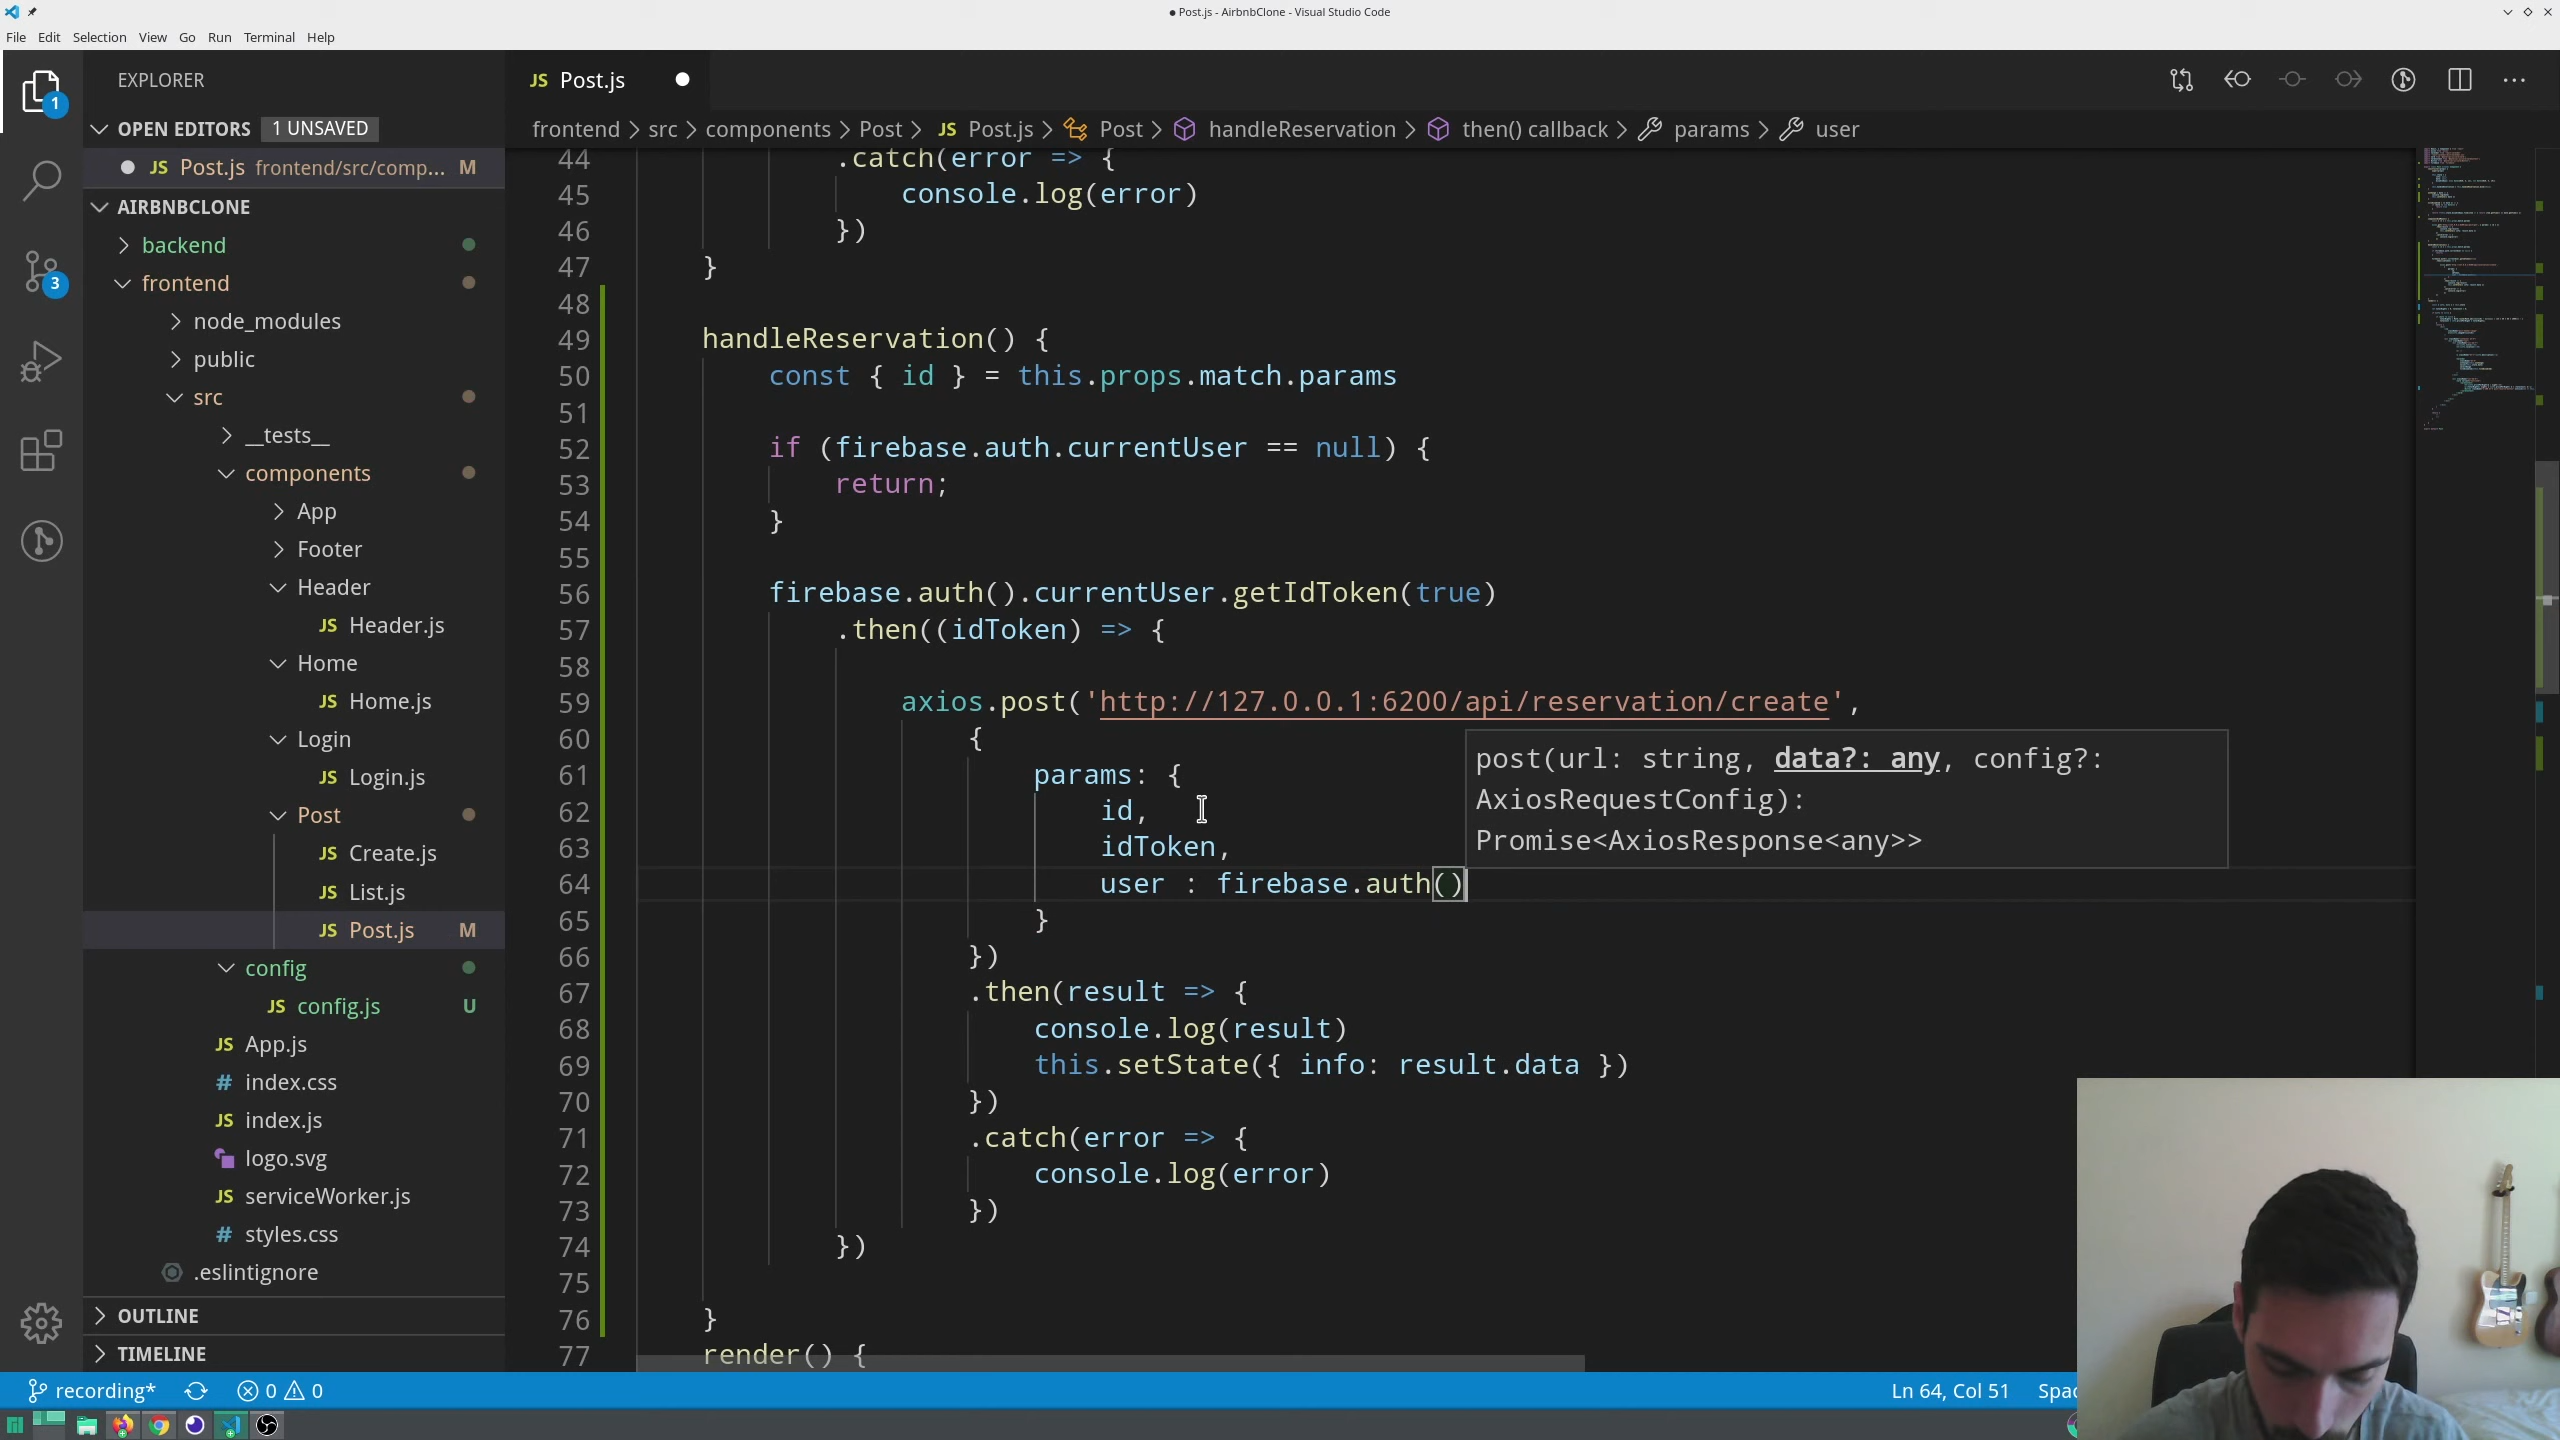 ● Post.js - AirbnbClone - Visual Studio Code
File Edit Selection View Go Run Terminal Help
EXPLORER
OPEN EDITORS 1 UNSAVED
JS Post.js frontend/src/comp... M
AIRBNBCLONE
backend
frontend
node_modules
public
src
__tests__
components
App
Footer
Header
JS Header.js
Home
JS Home.js
Login
JS Login.js
Post
JS Create.js
JS List.js
JS Post.js M
config
JS config.js U
JS App.js
# index.css
JS index.js
logo.svg
JS serviceWorker.js
# styles.css
.eslintignore
OUTLINE
TIMELINE
1
3
JS Post.js
frontend > src > components > Post > JS Post.js > Post > handleReservation > then() callback > params > user
44 .catch(error => {
45 console.log(error)
46 })
47 }
48
49 handleReservation() {
50 const { id } = this.props.match.params
51
52 if (firebase.auth.currentUser == null) {
53 return;
54 }
55
56 firebase.auth().currentUser.getIdToken(true)
57 .then((idToken) => {
58
59 axios.post('http://127.0.0.1:6200/api/reservation/create',
60 {
61 params: {
62 id,
63 idToken,
64 user : firebase.auth()
65 }
66 })
67 .then(result => {
68 console.log(result)
69 this.setState({ info: result.data })
70 })
71 .catch(error => {
72 console.log(error)
73 })
74 })
75
76 }
77 render() {
post(url: string, data?: any, config?:
AxiosRequestConfig):
Promise<AxiosResponse<any>>
recording* 0 0 Ln 64, Col 51